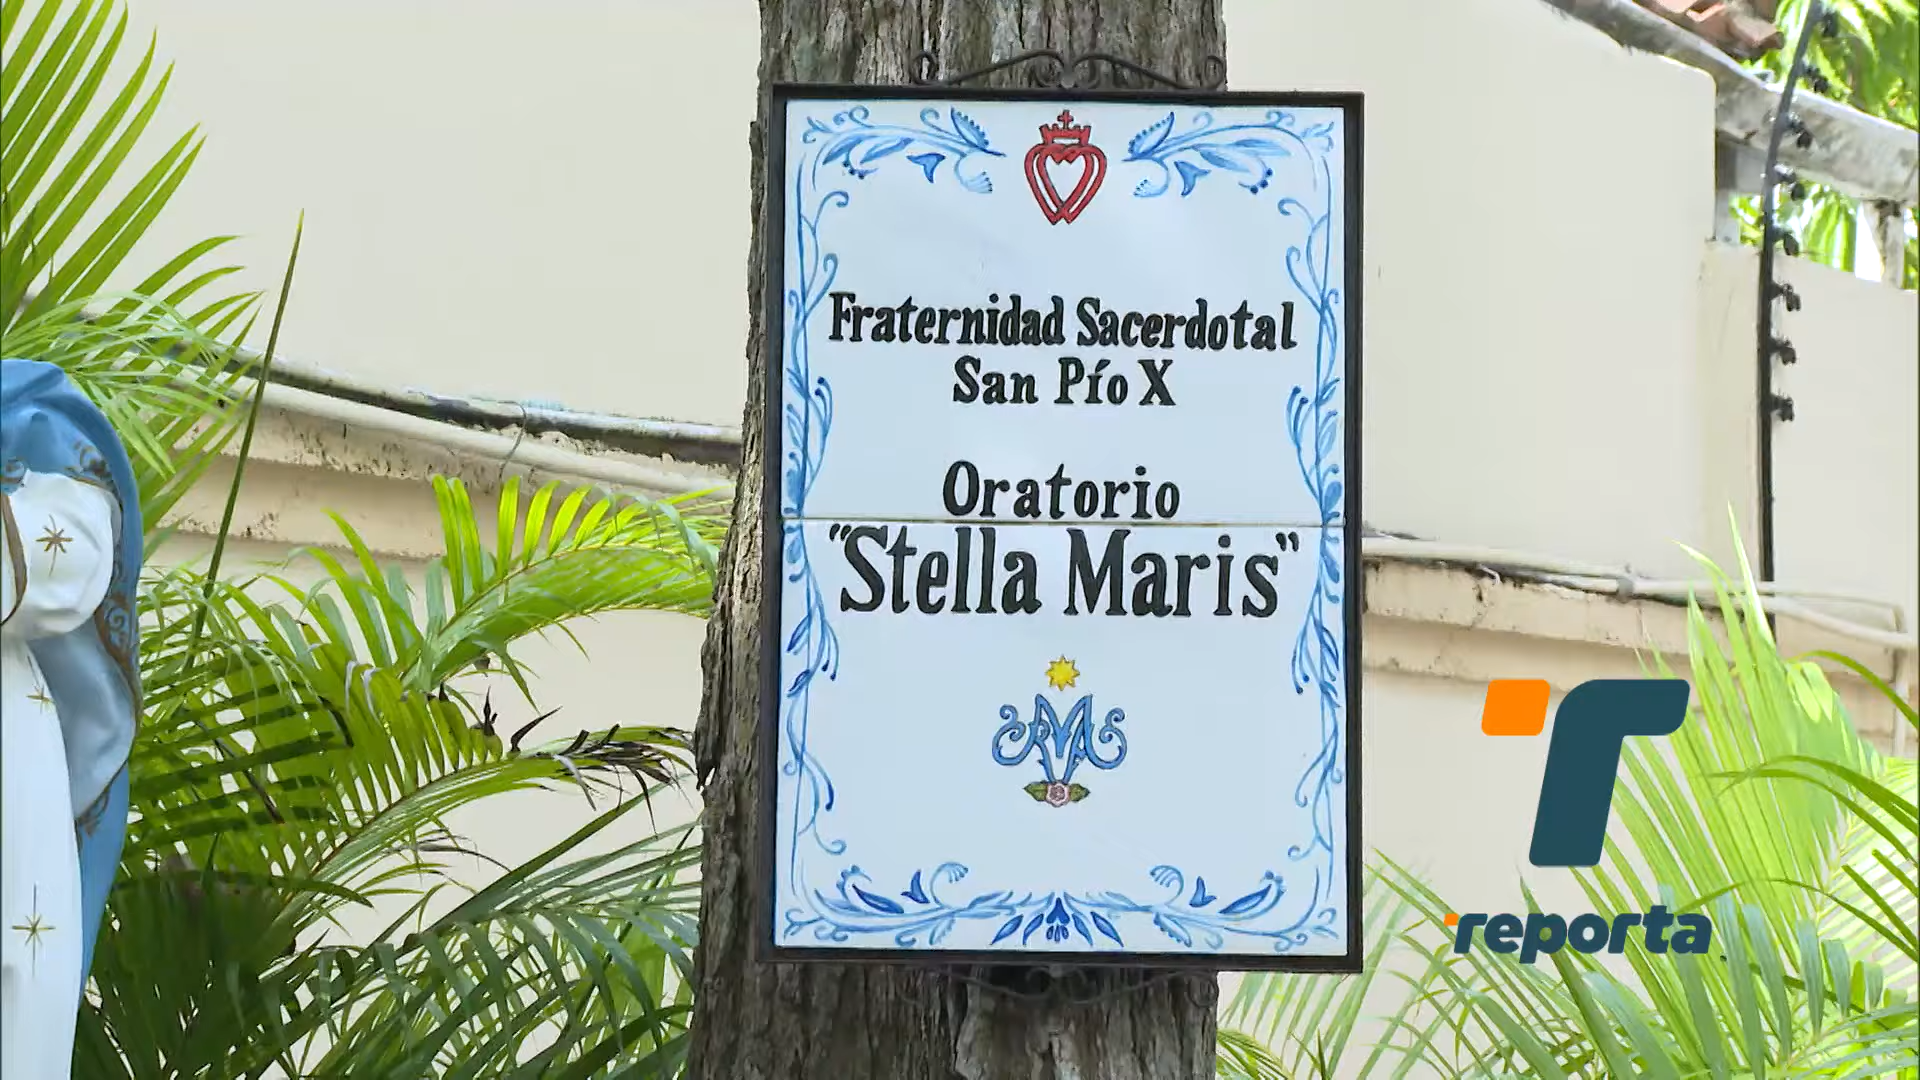 Fraternidad Sacerdotal
San Pío X
Oratorio
"Stella Maris"
reporta